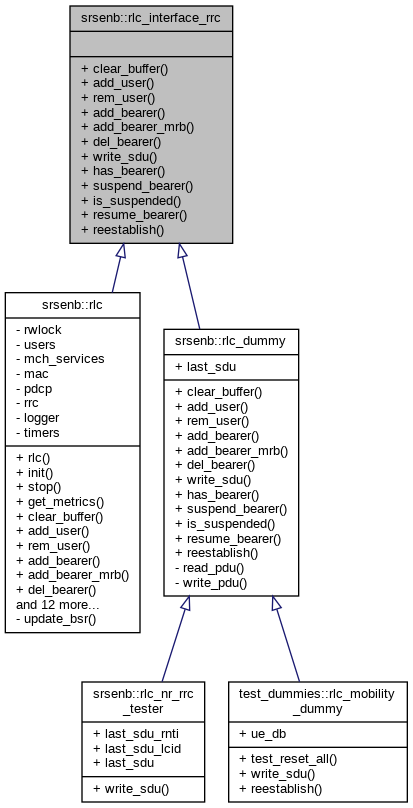 srsenb::rlc_interface_rrc
+ clear_buffer()
+ add_user()
+ rem_user()
+ add_bearer()
+ add_bearer_mrb()
+ del_bearer()
+ write_sdu()
+ has_bearer()
+ suspend_bearer()
+ is_suspended()
+ resume_bearer()
+ reestablish()
srsenb::rlc
- rwlock
- users
- mch_services
- mac
- pdcp
- rrc
- logger
- timers
+ rlc()
+ init()
+ stop()
+ get_metrics()
+ clear_buffer()
+ add_user()
+ rem_user()
+ add_bearer()
+ add_bearer_mrb()
+ del_bearer()
and 12 more...
- update_bsr()
srsenb::rlc_dummy
+ last_sdu
+ clear_buffer()
+ add_user()
+ rem_user()
+ add_bearer()
+ add_bearer_mrb()
+ del_bearer()
+ write_sdu()
+ has_bearer()
+ suspend_bearer()
+ is_suspended()
+ resume_bearer()
+ reestablish()
- read_pdu()
- write_pdu()
srsenb::rlc_nr_rrc
_tester
+ last_sdu_rnti
+ last_sdu_lcid
+ last_sdu
+ write_sdu()
test_dummies::rlc_mobility
_dummy
+ ue_db
+ test_reset_all()
+ write_sdu()
+ reestablish()